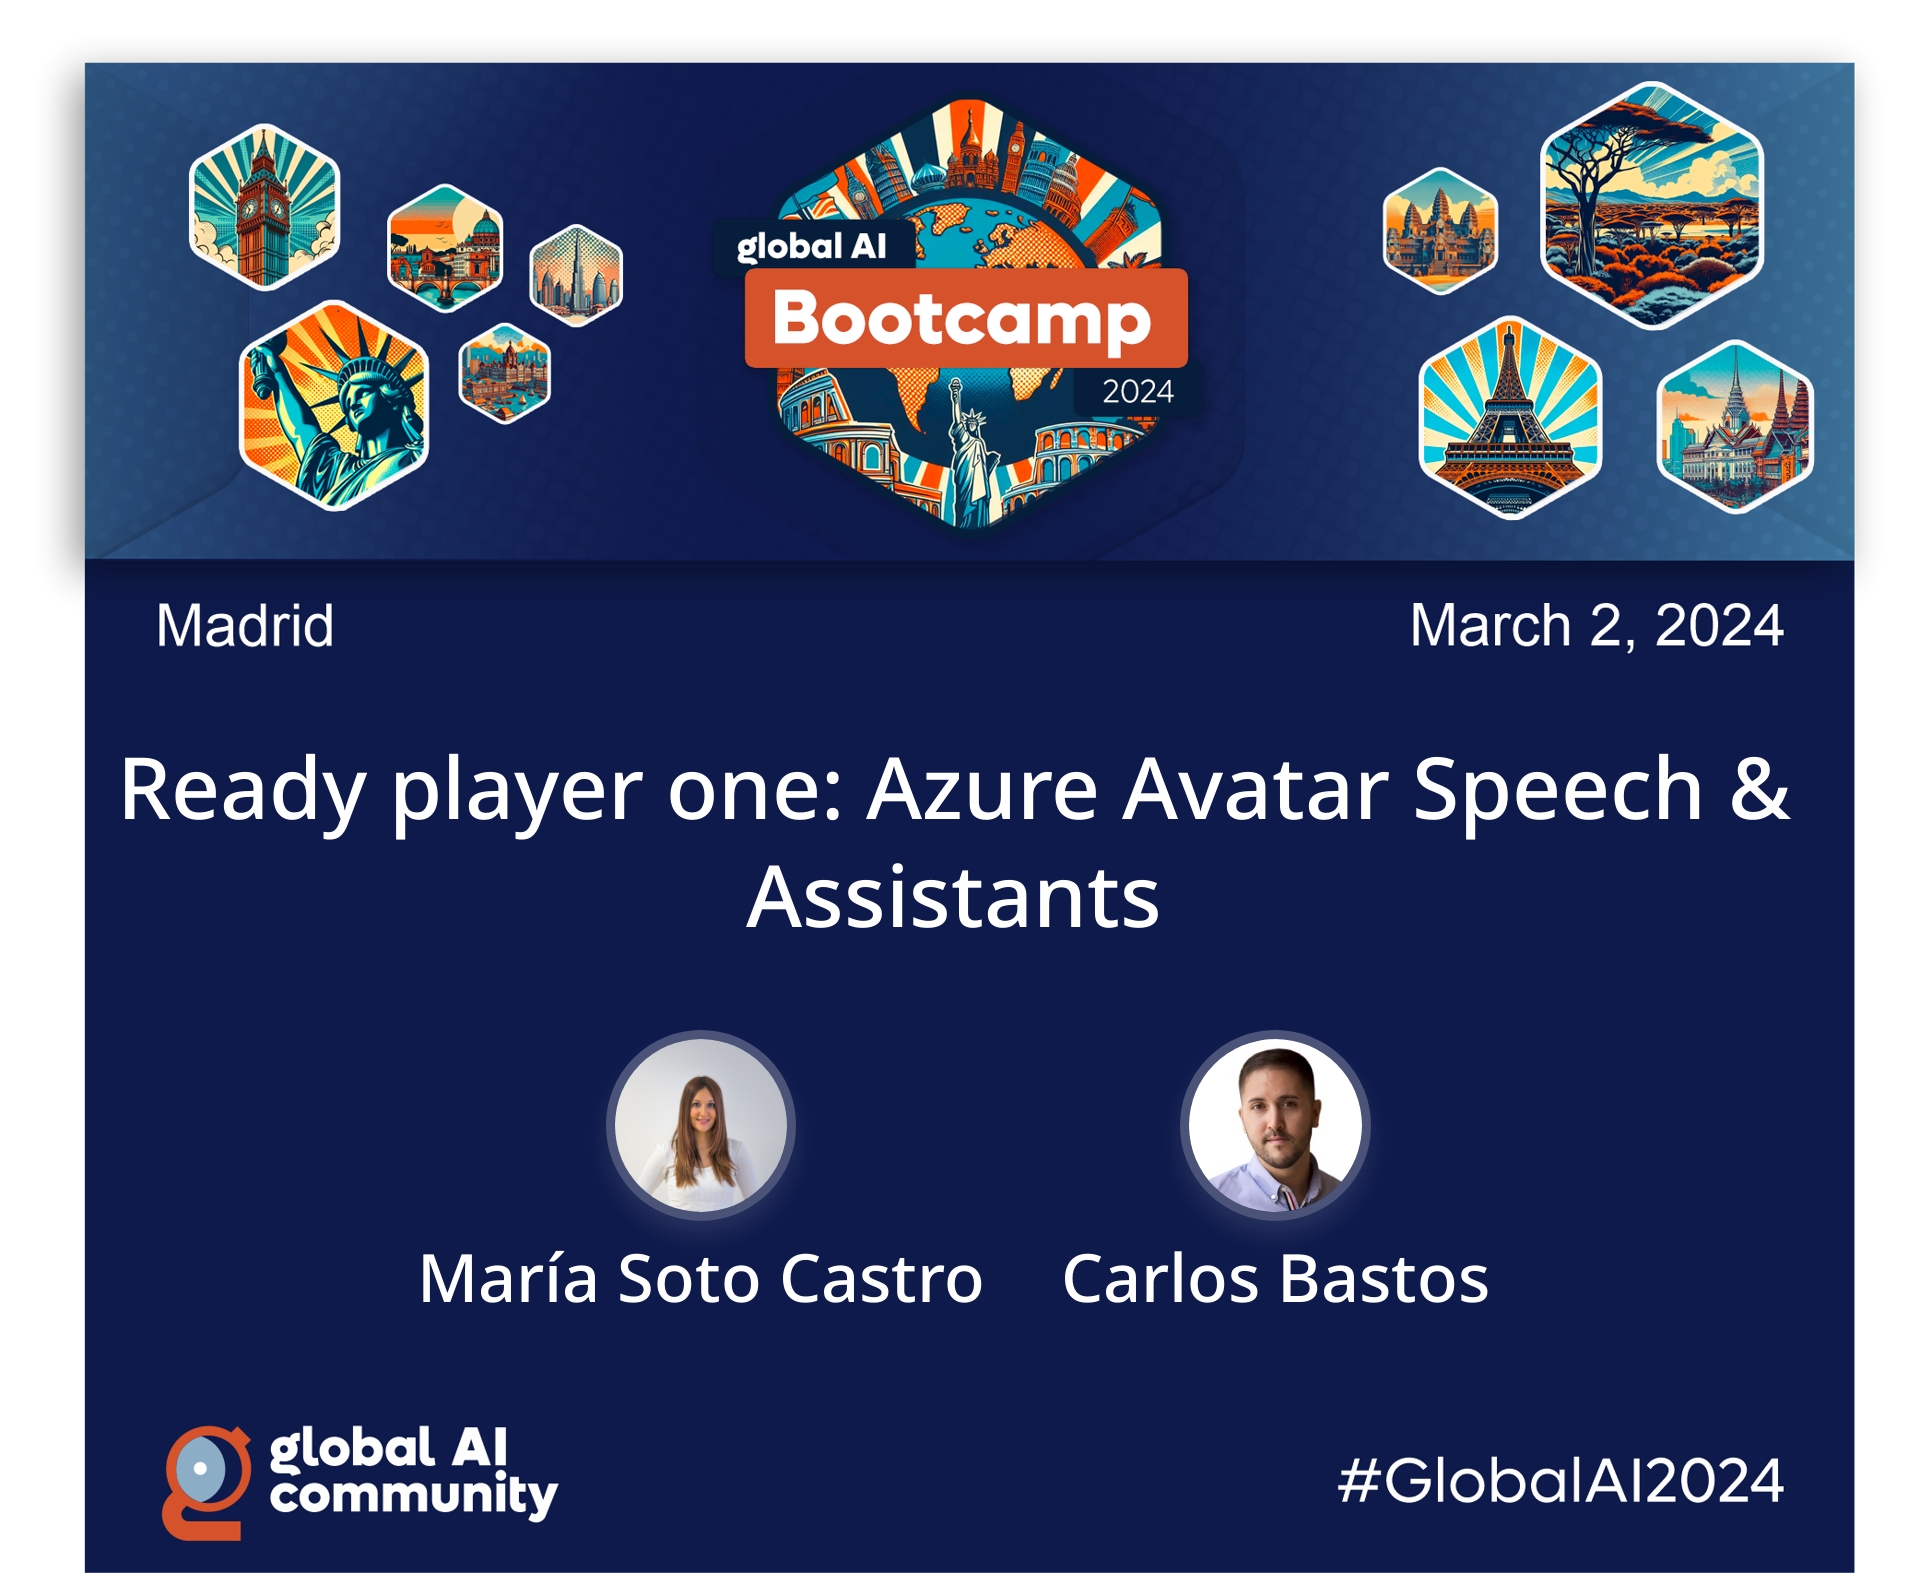 global AI
Bootcamp
2024
Madrid
March 2, 2024
Ready player one: Azure Avatar Speech &
Assistants
María Soto Castro
Carlos Bastos
global AI
community
#GlobalAI2024